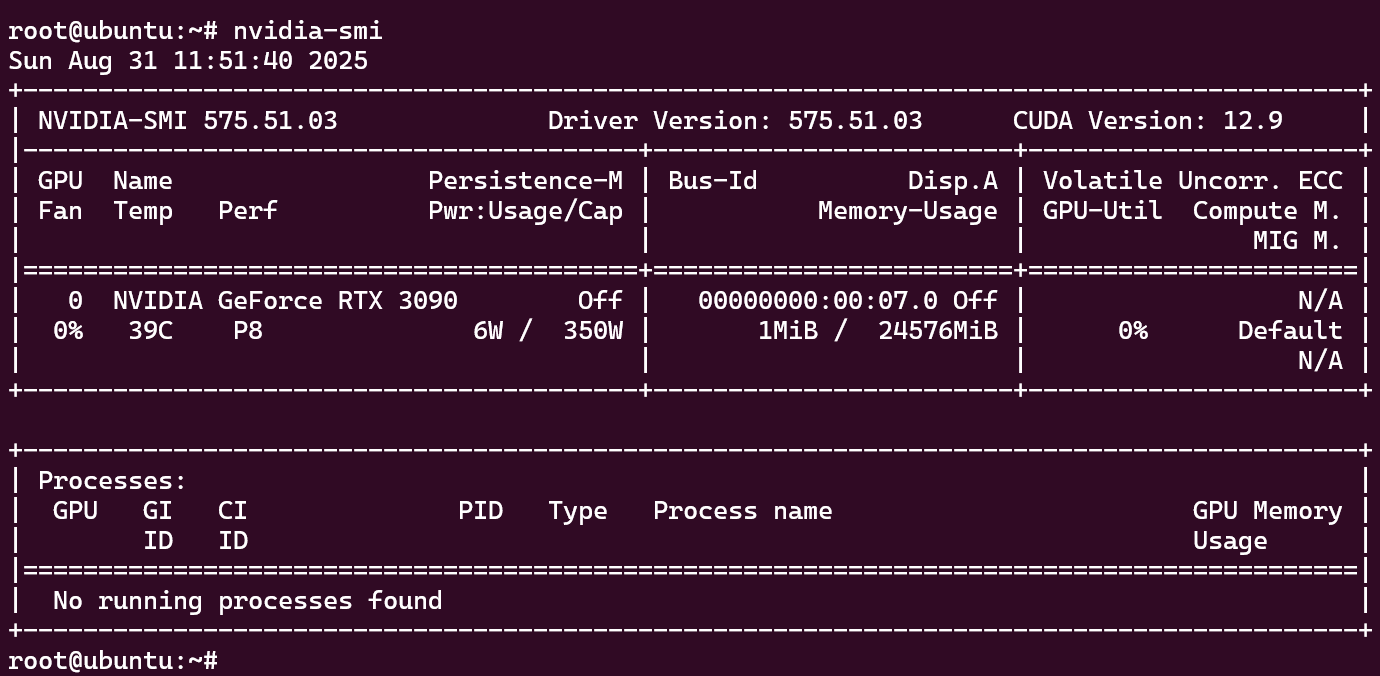 root@ubuntu:~# nvidia-smi
Sun Aug 31 11:51:40 2025
+-----------------------------------------------------------------------------------------+
| NVIDIA-SMI 575.51.03              Driver Version: 575.51.03      CUDA Version: 12.9     |
|-----------------------------------------+------------------------+----------------------+
| GPU  Name                 Persistence-M | Bus-Id          Disp.A | Volatile Uncorr. ECC |
| Fan  Temp   Perf          Pwr:Usage/Cap |           Memory-Usage | GPU-Util  Compute M. |
|                                         |                        |               MIG M. |
|=========================================+========================+======================|
|   0  NVIDIA GeForce RTX 3090        Off |   00000000:00:07.0 Off |                  N/A |
|  0%   39C    P8               6W /  350W |       1MiB /  24576MiB |      0%      Default |
|                                         |                        |                  N/A |
+-----------------------------------------+------------------------+----------------------+

+-----------------------------------------------------------------------------------------+
| Processes:                                                                              |
|  GPU   GI   CI              PID   Type   Process name                        GPU Memory |
|        ID   ID                                                               Usage      |
|=========================================================================================|
|  No running processes found                                                             |
+-----------------------------------------------------------------------------------------+
root@ubuntu:~#